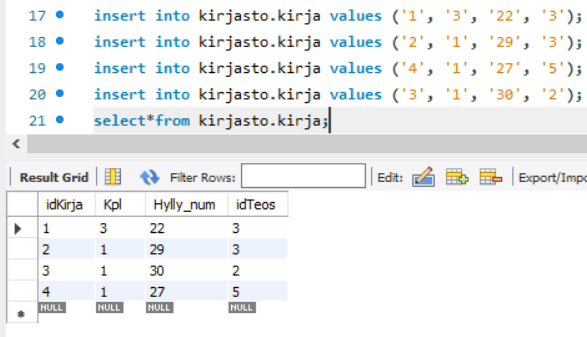 17 insert into kirjasto.kirja values ('1', '3', '22', '3');
18 insert into kirjasto.kirja values ('2', '1', '29', '3');
19 insert into kirjasto.kirja values ('4', '1', '27', '5');
20 insert into kirjasto.kirja values ('3', '1', '30', '2');
21 select*from kirjasto.kirja;
Result Grid Filter Rows: Edit: Export/Impo
idKirja Kpl Hylly_num idTeos
1 3 22 3
2 1 29 3
3 1 30 2
4 1 27 5
NULL NULL NULL NULL